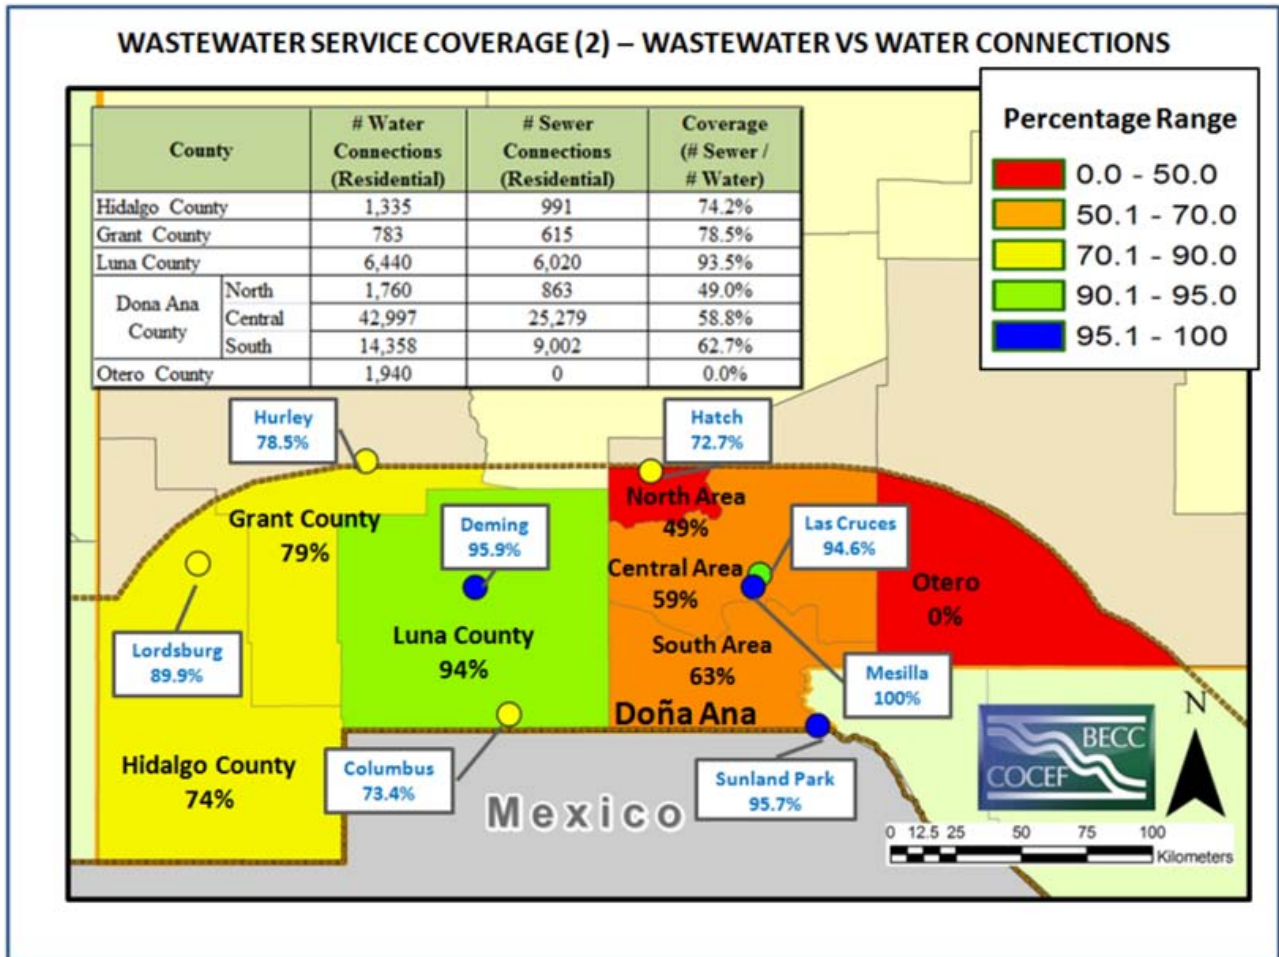 WASTEWATER SERVICE COVERAGE (2) – WASTEWATER VS WATER CONNECTIONS
County # Water Connections (Residential) # Sewer Connections (Residential) Coverage (# Sewer / # Water)
Hidalgo County 1,335 991 74.2%
Grant County 783 615 78.5%
Luna County 6,440 6,020 93.5%
Dona Ana County North 1,760 863 49.0%
Central 42,997 25,279 58.8%
South 14,358 9,002 62.7%
Otero County 1,940 0 0.0%
Percentage Range
0.0 - 50.0
50.1 - 70.0
70.1 - 90.0
90.1 - 95.0
95.1 - 100
Hurley
78.5%
Hatch
72.7%
Grant County
79%
Deming
95.9%
North Area
49%
Las Cruces
94.6%
Central Area
59%
Otero
0%
Lordsburg
89.9%
Luna County
94%
South Area
63%
Mesilla
100%
Doña Ana
Hidalgo County
74%
Columbus
73.4%
Sunland Park
95.7%
Mexico
N
BECC
COCEF
0 12.5 25 50 75 100
Kilometers